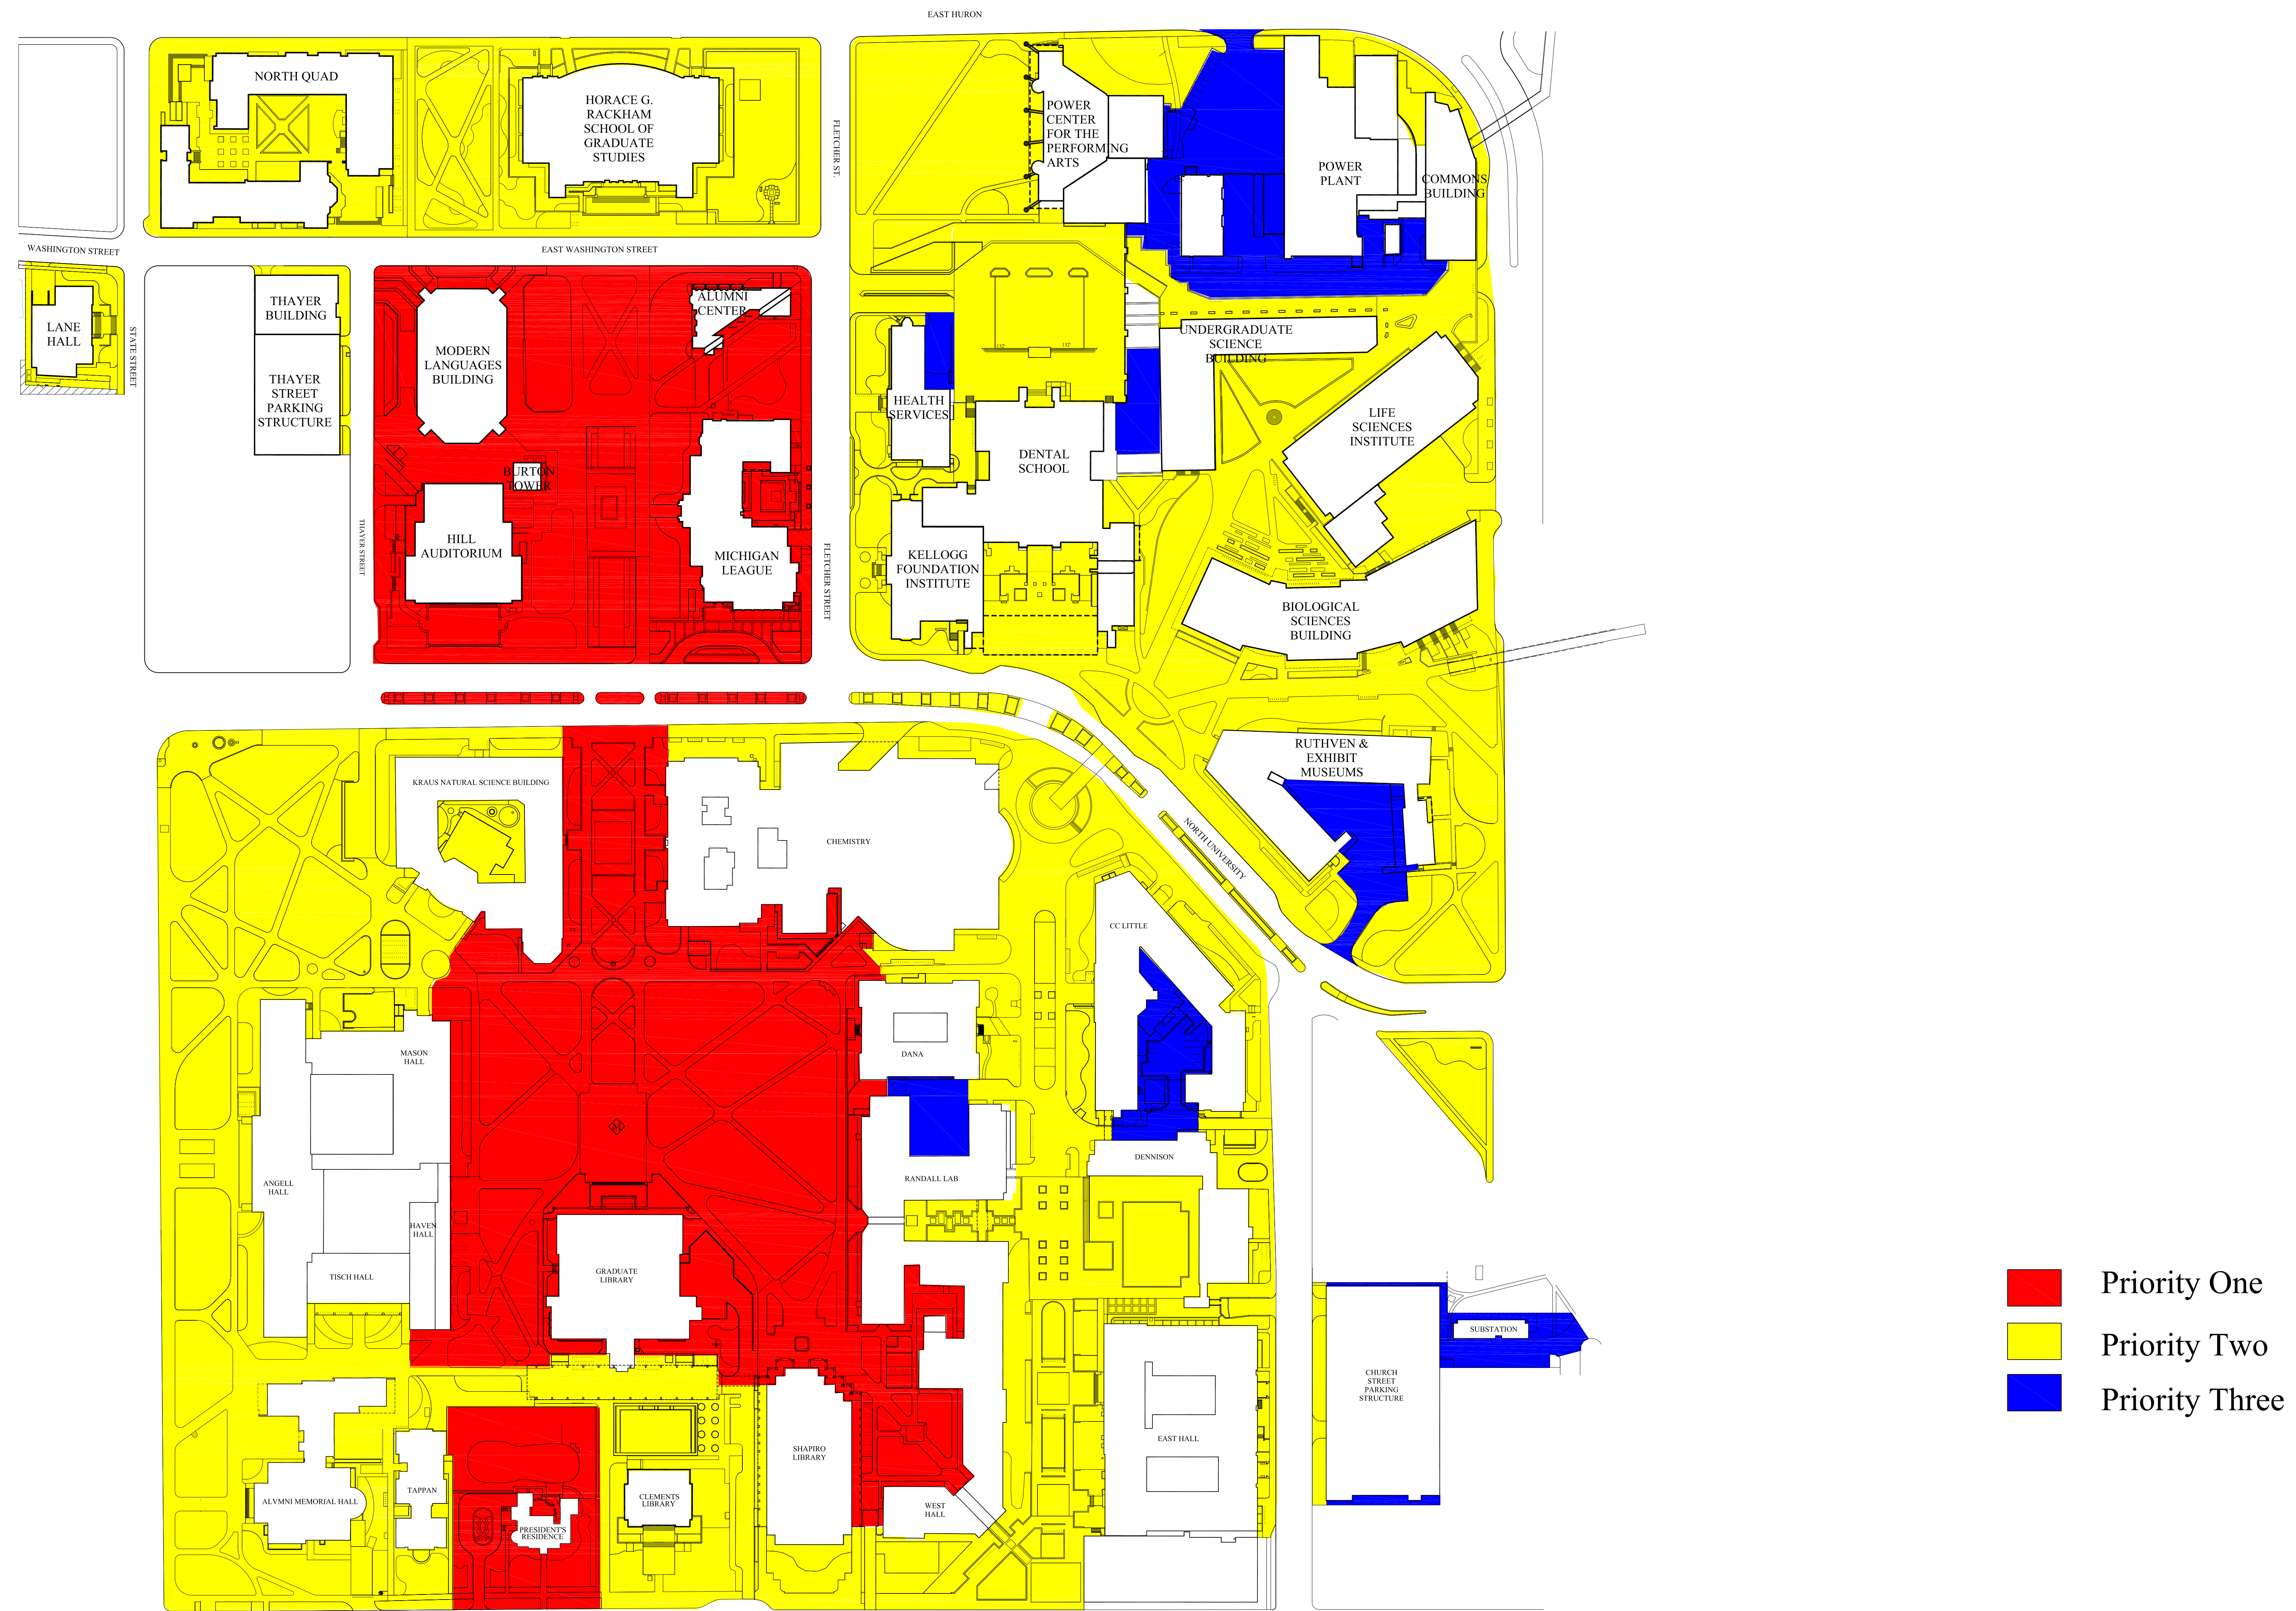 EAST HURON
NORTH QUAD
HORACE G.
RACKHAM
SCHOOL OF
GRADUATE
STUDIES
FLETCHER ST.
POWER
CENTER
FOR THE
PERFORMING
ARTS
POWER
PLANT
COMMONS
BUILDING
WASHINGTON STREET
EAST WASHINGTON STREET
LANE
HALL
STATE STREET
THAYER
BUILDING
THAYER
STREET
PARKING
STRUCTURE
MODERN
LANGUAGES
BUILDING
ALUMNI
CENTER
132'
132'
UNDERGRADUATE
SCIENCE
BUILDING
HEALTH
SERVICES
LIFE
SCIENCES
INSTITUTE
DENTAL
SCHOOL
BURTON
TOWER
THAYER STREET
HILL
AUDITORIUM
MICHIGAN
LEAGUE
FLETCHER STREET
KELLOGG
FOUNDATION
INSTITUTE
BIOLOGICAL
SCIENCES
BUILDING
RUTHVEN &
EXHIBIT
MUSEUMS
KRAUS NATURAL SCIENCE BUILDING
CHEMISTRY
NORTH UNIVERSITY
CC LITTLE
MASON
HALL
DANA
M
DENNISON
ANGELL
HALL
RANDALL LAB
HAVEN
HALL
TISCH HALL
GRADUATE
LIBRARY
Priority One
SUBSTATION
Priority Two
CHURCH
STREET
PARKING
STRUCTURE
Priority Three
EAST HALL
SHAPIRO
LIBRARY
ALVMNI MEMORIAL HALL
TAPPAN
CLEMENTS
LIBRARY
WEST
HALL
PRESIDENT'S
RESIDENCE